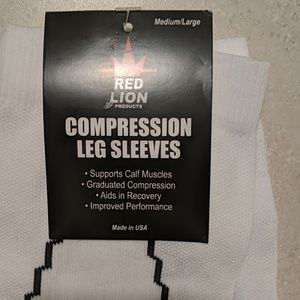 Medium/Large
RED
LION
PRODUCTS
COMPRESSION
LEG SLEEVES
• Supports Calf Muscles
• Graduated Compression
• Aids in Recovery
• Improved Performance
Made in USA